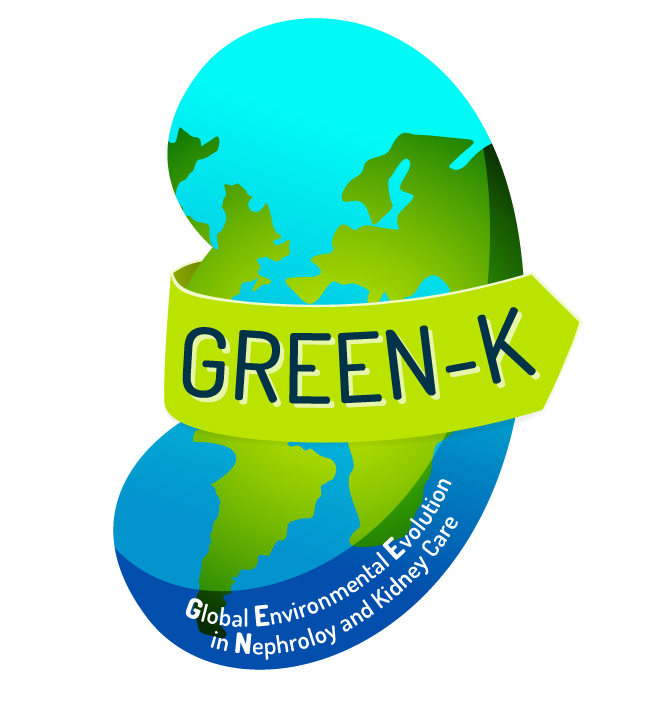 GREEN-K
Global Environmental Evolution
in Nephroloy and Kidney Care